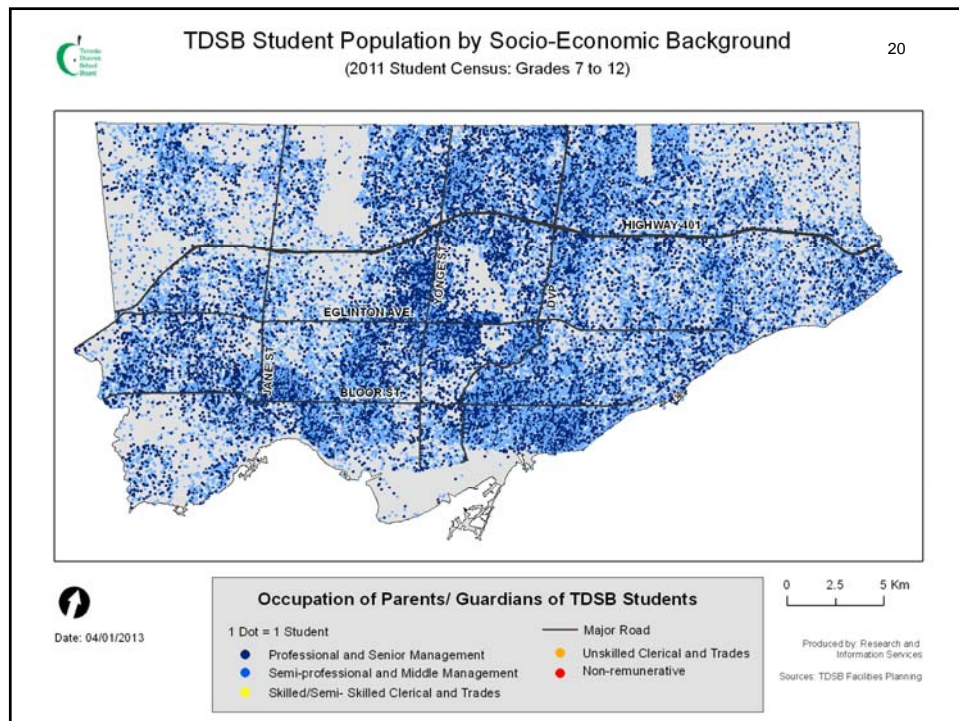 Toronto
District
School
Board
TDSB Student Population by Socio-Economic Background
20
(2011 Student Census: Grades 7 to 12)
HIGHWAY 401
YONGE ST
DVP
EGLINTON AVE
JANE ST
BLOOR ST
Date: 04/01/2013
Occupation of Parents/ Guardians of TDSB Students
1 Dot = 1 Student
Major Road
Professional and Senior Management
Unskilled Clerical and Trades
Semi-professional and Middle Management
Non-remunerative
Skilled/Semi- Skilled Clerical and Trades
0 2.5 5 Km
Produced by: Research and
Information Services
Sources: TDSB Facilities Planning